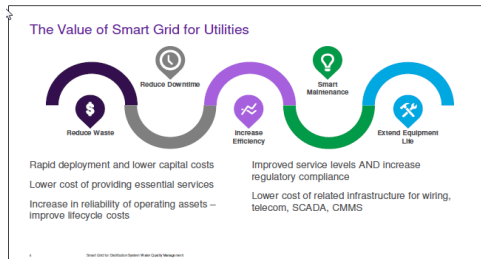 The Value of Smart Grid for Utilities
Reduce Downtime
Smart
Maintenance
$
Reduce Waste
Increase
Efficiency
Extend Equipment
Life
Rapid deployment and lower capital costs
Lower cost of providing essential services
Increase in reliability of operating assets –
improve lifecycle costs
Improved service levels AND increase
regulatory compliance
Lower cost of related infrastructure for wiring,
telecom, SCADA, CMMS
Smart Grid for Distribution System Water Quality Management